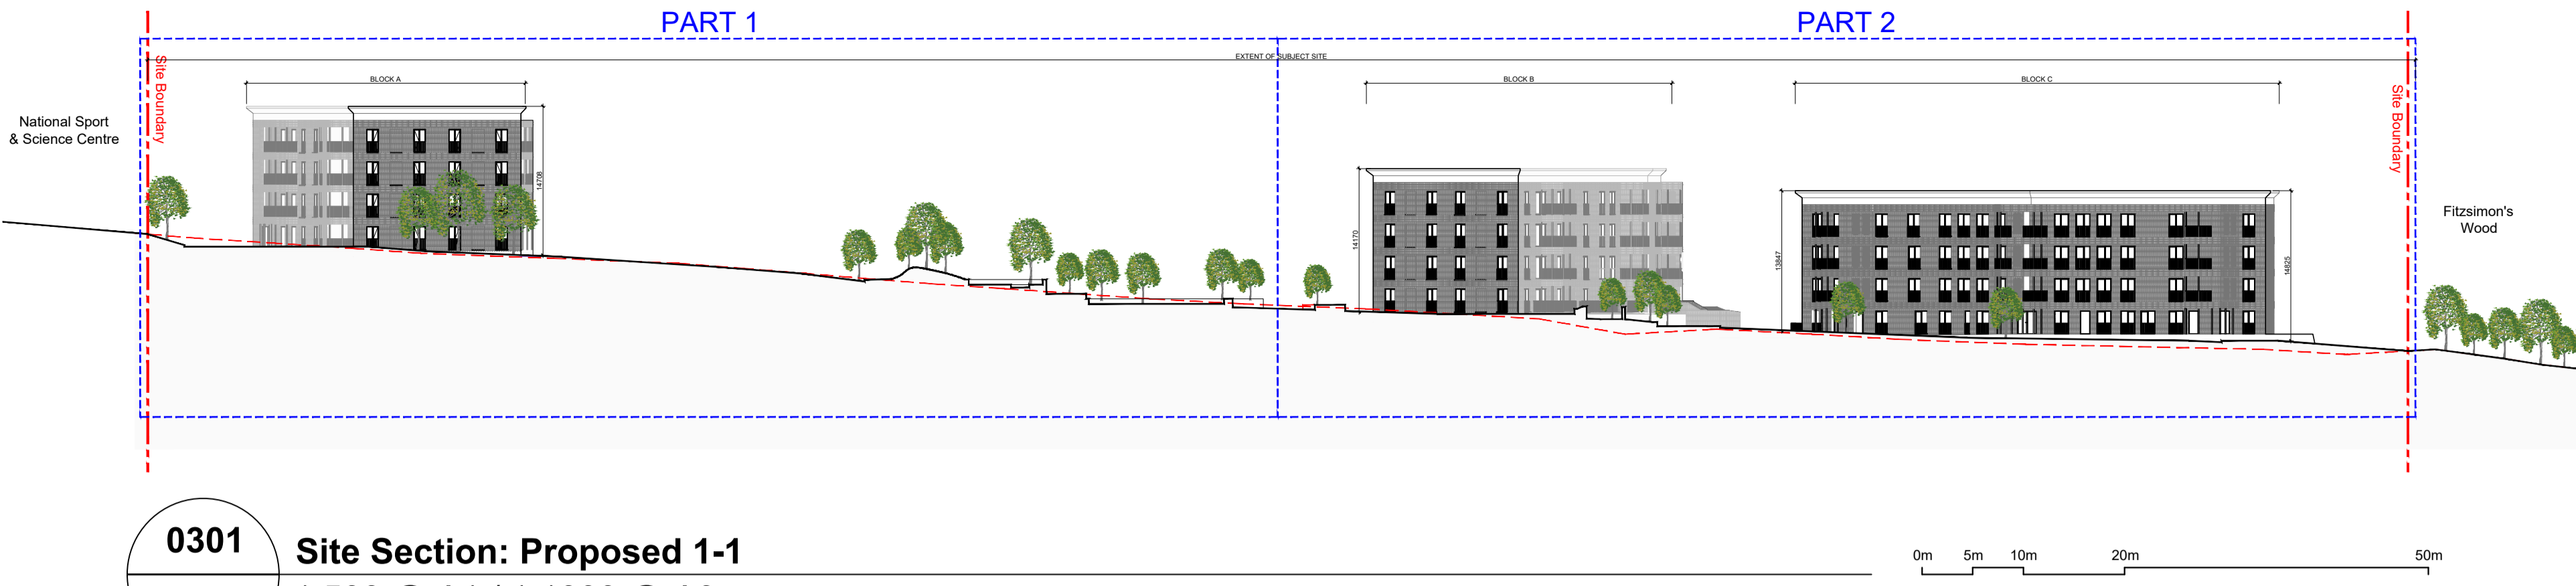 PART 1
PART 2
EXTENT OF SUBJECT SITE
BLOCK A
BLOCK B
BLOCK C
Site Boundary
Site Boundary
National Sport
& Science Centre
Fitzsimon's
Wood
14708
14170
13847
14825
0301
Site Section: Proposed 1-1
0m 5m 10m 20m 50m